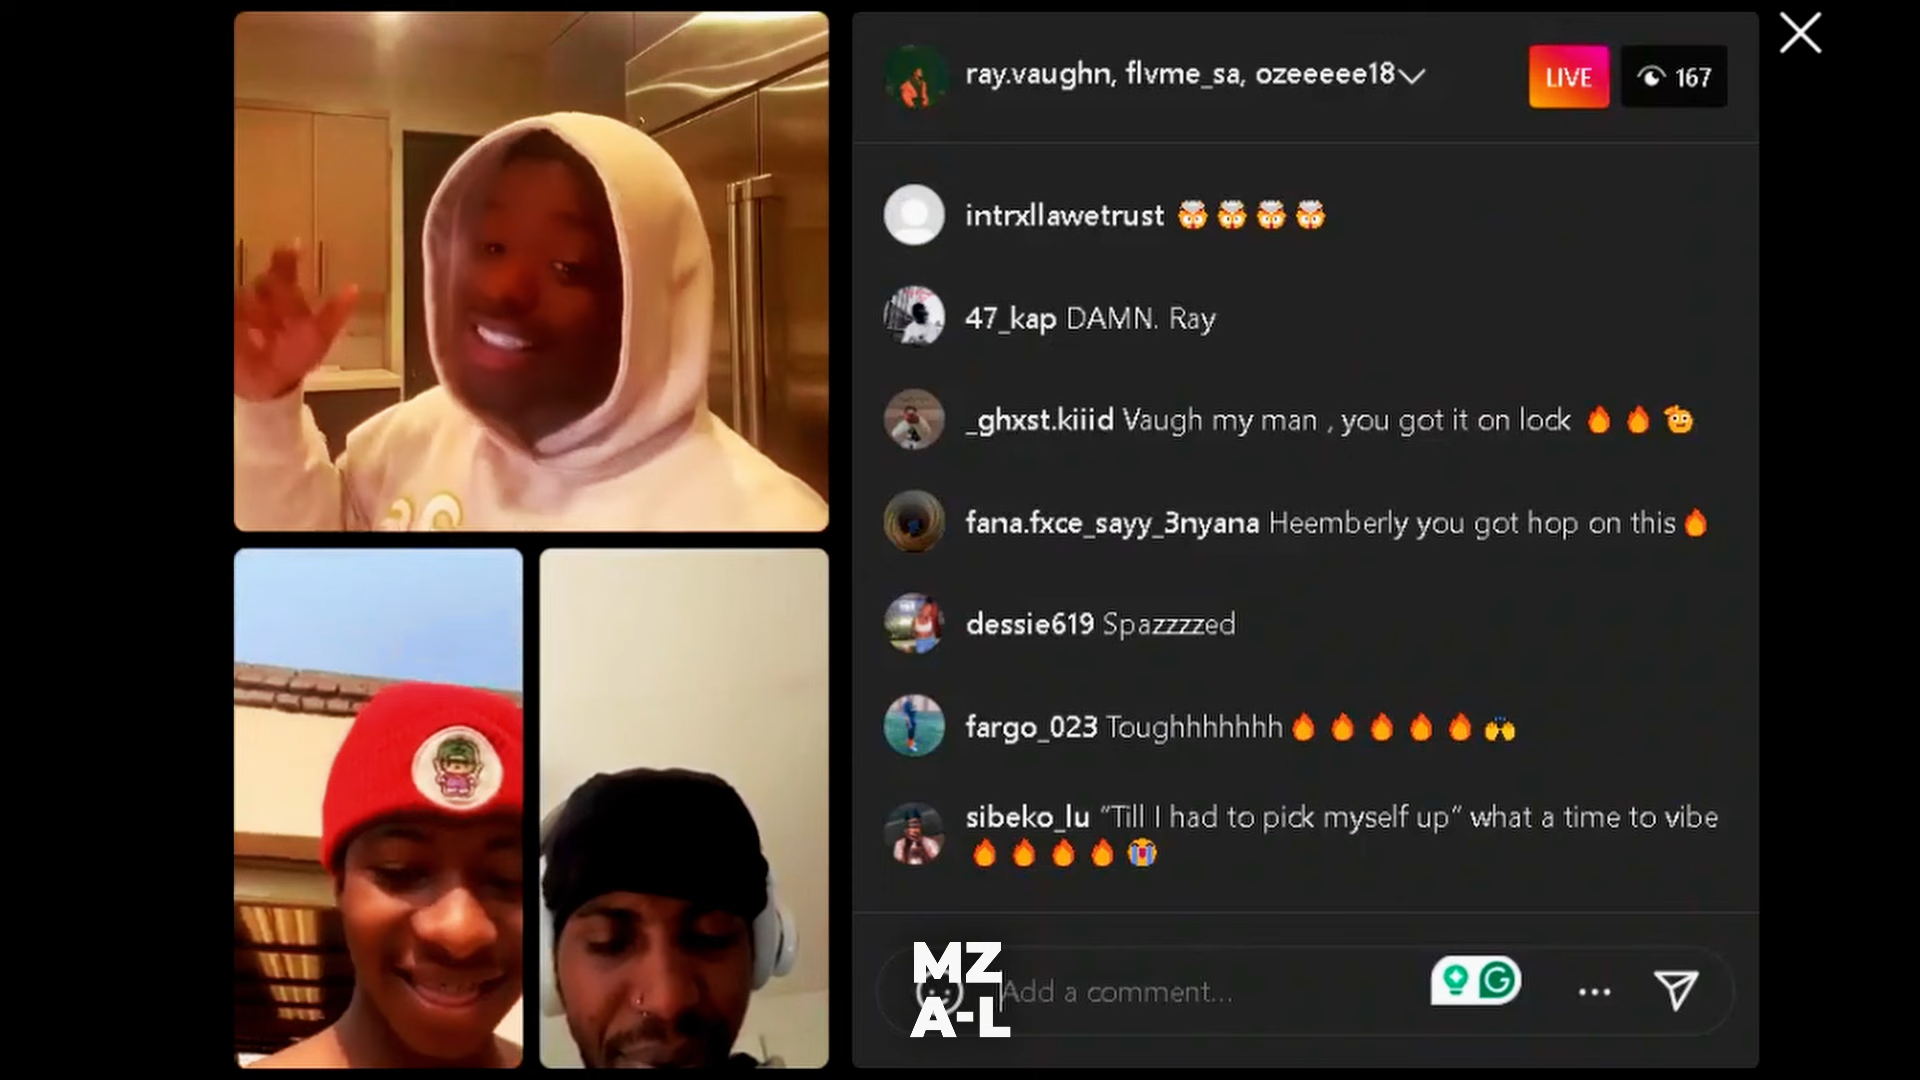 ray.vaughn, flvme_sa, ozeeeee18
LIVE
167
intrxllawetrust 🤯🤯🤯🤯
47_kap DAMN. Ray
_ghxst.kiiid Vaugh my man , you got it on lock 🔥🔥🫡
fana.fxce_sayy_3nyana Heemberly you got hop on this🔥
dessie619 Spazzzzed
fargo_023 Toughhhhhhh🔥🔥🔥🔥🔥🙌
sibeko_lu “Till I had to pick myself up” what a time to vibe
🔥🔥🔥🔥😭
MZ
A-L
Add a comment...